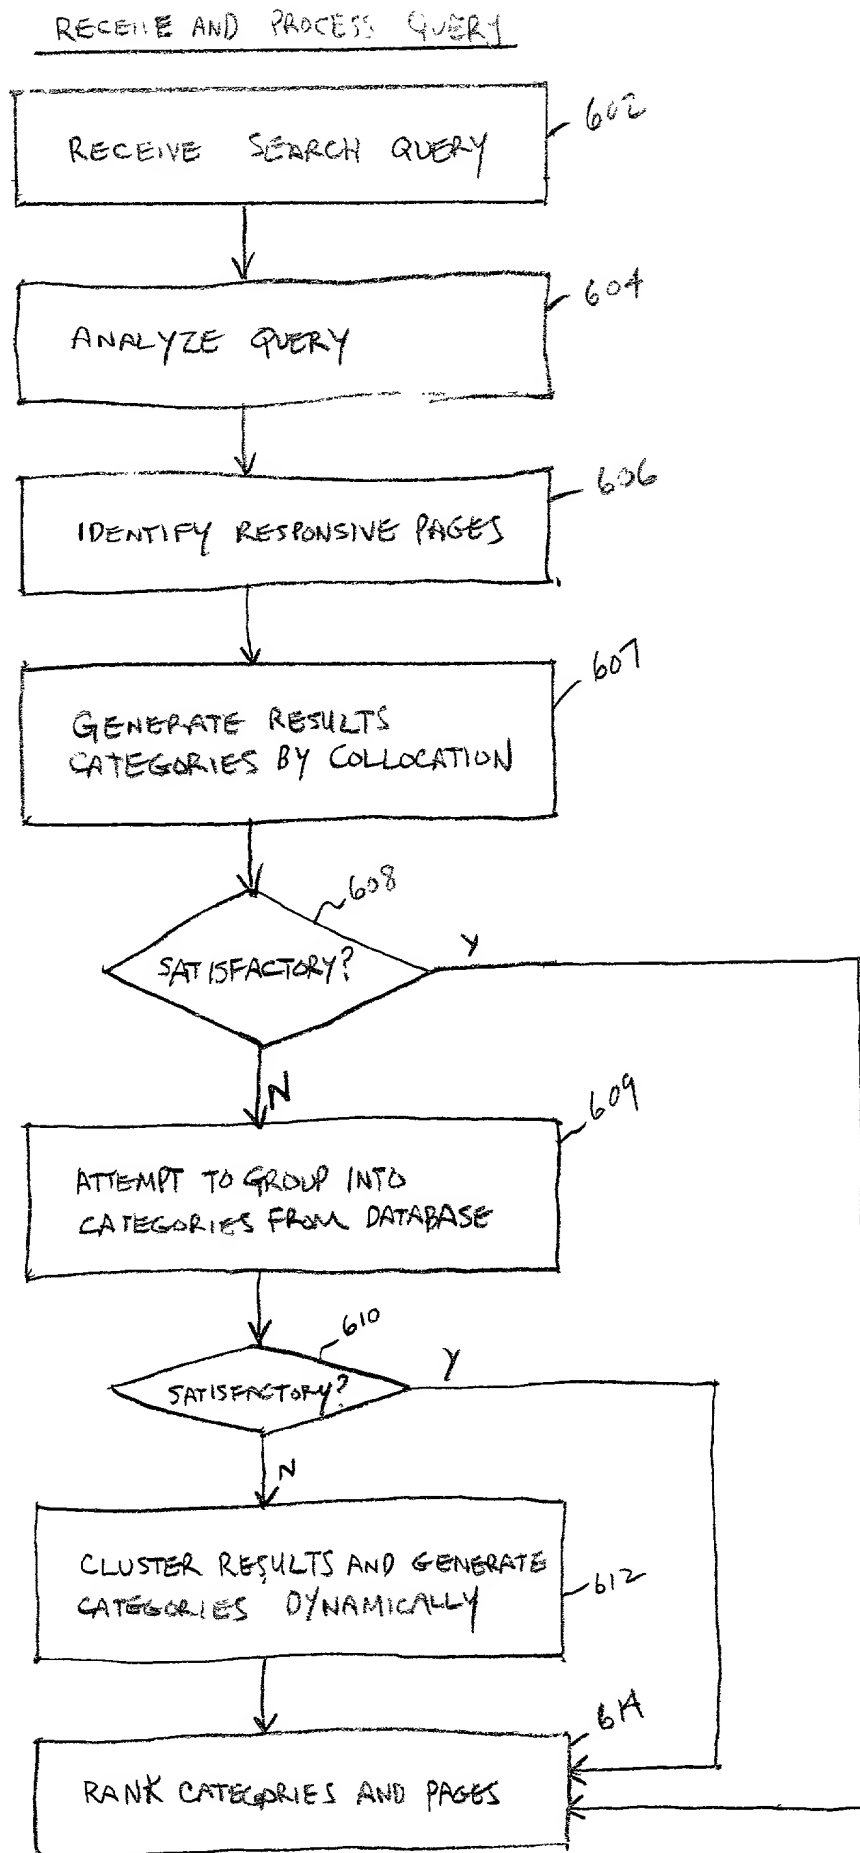 RECEIVE AND PROCESS QUERY
602
RECEIVE SEARCH QUERY
604
ANALYZE QUERY
606
IDENTIFY RESPONSIVE PAGES
607
GENERATE RESULTS
CATEGORIES BY COLLOCATION
608
SATISFACTORY?
Y
N
609
ATTEMPT TO GROUP INTO
CATEGORIES FROM DATABASE
610
SATISFACTORY?
Y
N
CLUSTER RESULTS AND GENERATE
CATEGORIES DYNAMICALLY
612
614
RANK CATEGORIES AND PAGES